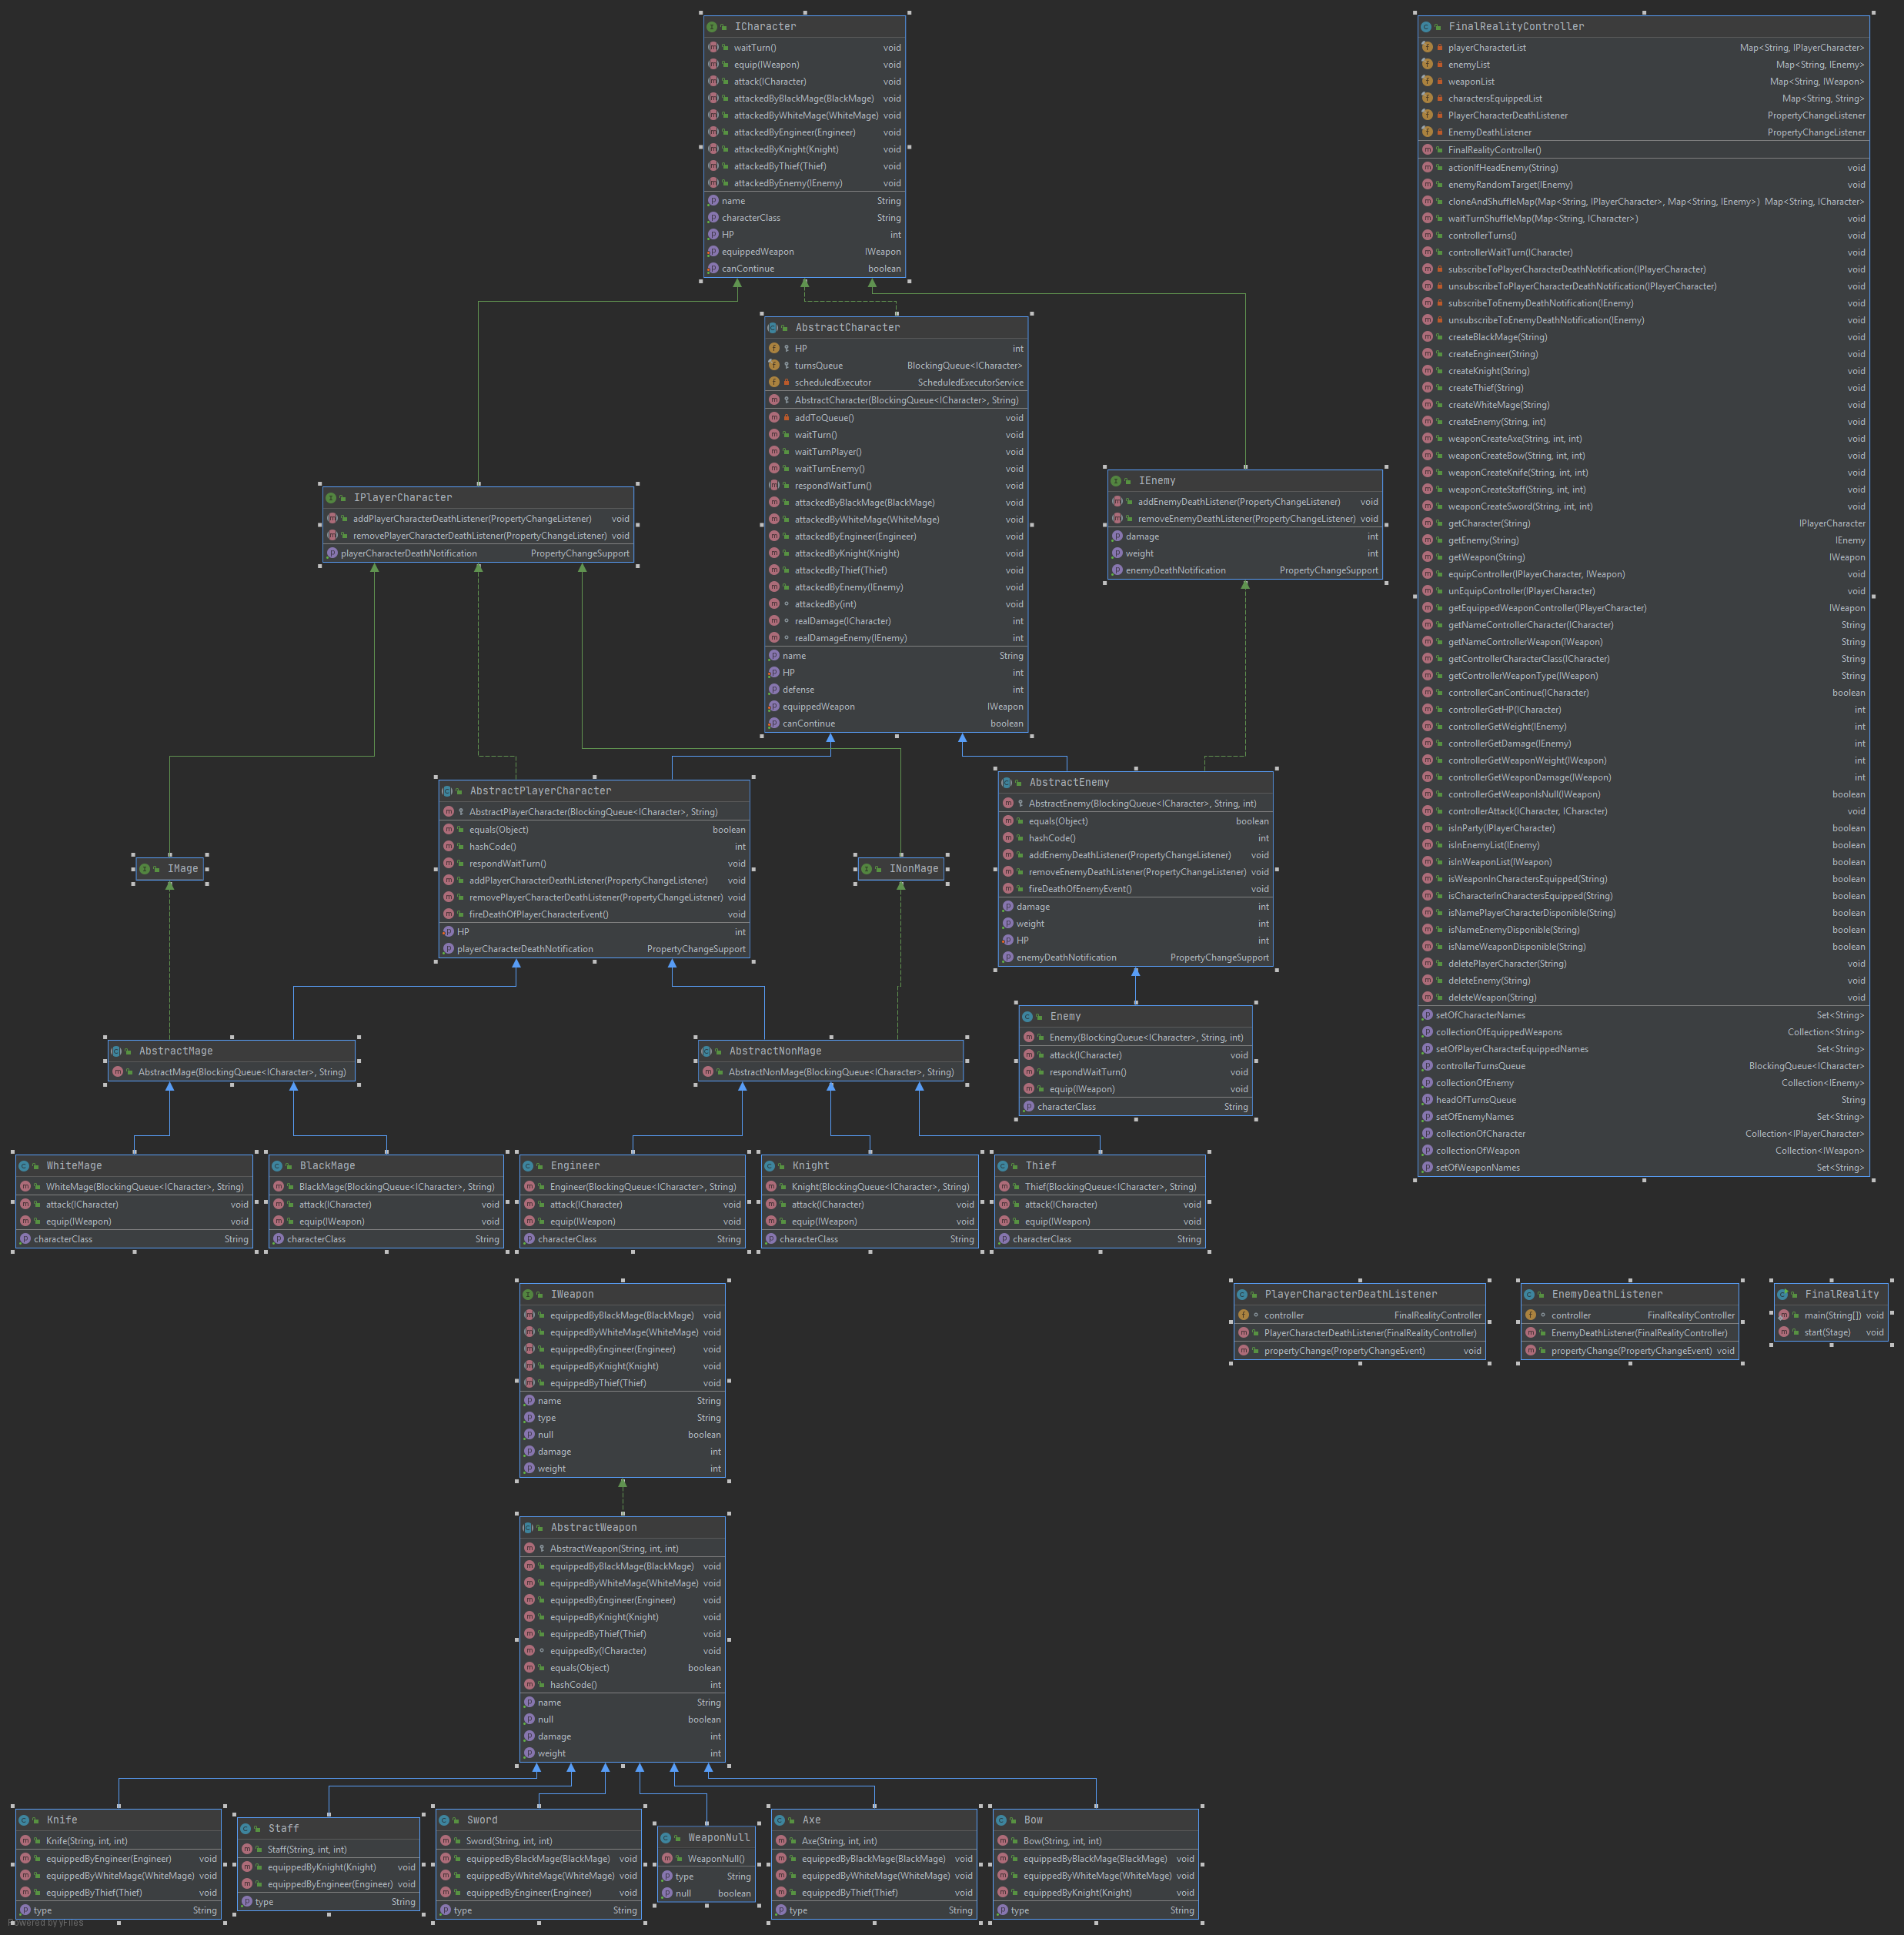 ICharacter
waitTurn() void
equip(IWeapon) void
attack(ICharacter) void
attackedByBlackMage(BlackMage) void
attackedByWhiteMage(WhiteMage) void
attackedByEngineer(Engineer) void
attackedByKnight(Knight) void
attackedByThief(Thief) void
attackedByEnemy(IEnemy) void
name String
characterClass String
HP int
equippedWeapon IWeapon
canContinue boolean
AbstractCharacter
HP int
turnsQueue BlockingQueue<ICharacter>
scheduledExecutor ScheduledExecutorService
AbstractCharacter(BlockingQueue<ICharacter>, String)
addToQueue() void
waitTurn() void
waitTurnPlayer() void
waitTurnEnemy() void
respondWaitTurn() void
attackedByBlackMage(BlackMage) void
attackedByWhiteMage(WhiteMage) void
attackedByEngineer(Engineer) void
attackedByKnight(Knight) void
attackedByThief(Thief) void
attackedByEnemy(IEnemy) void
attackedBy(int) void
realDamage(ICharacter) int
realDamageEnemy(IEnemy) int
name String
HP int
defense int
equippedWeapon IWeapon
canContinue boolean
IPlayerCharacter
addPlayerCharacterDeathListener(PropertyChangeListener) void
removePlayerCharacterDeathListener(PropertyChangeListener) void
playerCharacterDeathNotification PropertyChangeSupport
IEnemy
addEnemyDeathListener(PropertyChangeListener) void
removeEnemyDeathListener(PropertyChangeListener) void
damage int
weight int
enemyDeathNotification PropertyChangeSupport
AbstractPlayerCharacter
AbstractPlayerCharacter(BlockingQueue<ICharacter>, String)
equals(Object) boolean
hashCode() int
respondWaitTurn() void
addPlayerCharacterDeathListener(PropertyChangeListener) void
removePlayerCharacterDeathListener(PropertyChangeListener) void
fireDeathOfPlayerCharacterEvent() void
HP int
playerCharacterDeathNotification PropertyChangeSupport
AbstractEnemy
AbstractEnemy(BlockingQueue<ICharacter>, String, int)
equals(Object) boolean
hashCode() int
addEnemyDeathListener(PropertyChangeListener) void
removeEnemyDeathListener(PropertyChangeListener) void
fireDeathOfEnemyEvent() void
damage int
weight int
HP int
enemyDeathNotification PropertyChangeSupport
IMage
INonMage
Enemy
Enemy(BlockingQueue<ICharacter>, String, int)
attack(ICharacter) void
respondWaitTurn() void
equip(IWeapon) void
characterClass String
AbstractMage
AbstractMage(BlockingQueue<ICharacter>, String)
AbstractNonMage
AbstractNonMage(BlockingQueue<ICharacter>, String)
WhiteMage
WhiteMage(BlockingQueue<ICharacter>, String)
attack(ICharacter) void
equip(IWeapon) void
characterClass String
BlackMage
BlackMage(BlockingQueue<ICharacter>, String)
attack(ICharacter) void
equip(IWeapon) void
characterClass String
Engineer
Engineer(BlockingQueue<ICharacter>, String)
attack(ICharacter) void
equip(IWeapon) void
characterClass String
Knight
Knight(BlockingQueue<ICharacter>, String)
attack(ICharacter) void
equip(IWeapon) void
characterClass String
Thief
Thief(BlockingQueue<ICharacter>, String)
attack(ICharacter) void
equip(IWeapon) void
characterClass String
FinalRealityController
playerCharacterList Map<String, IPlayerCharacter>
enemyList Map<String, IEnemy>
weaponList Map<String, IWeapon>
charactersEquippedList Map<String, String>
PlayerCharacterDeathListener PropertyChangeListener
EnemyDeathListener PropertyChangeListener
FinalRealityController()
actionIfHeadEnemy(String) void
enemyRandomTarget(IEnemy) void
cloneAndShuffleMap(Map<String, IPlayerCharacter>, Map<String, IEnemy>) Map<String, ICharacter>
waitTurnShuffleMap(Map<String, ICharacter>) void
controllerTurns() void
controllerWaitTurn(ICharacter) void
subscribeToPlayerCharacterDeathNotification(IPlayerCharacter) void
unsubscribeToPlayerCharacterDeathNotification(IPlayerCharacter) void
subscribeToEnemyDeathNotification(IEnemy) void
unsubscribeToEnemyDeathNotification(IEnemy) void
createBlackMage(String) void
createEngineer(String) void
createKnight(String) void
createThief(String) void
createWhiteMage(String) void
createEnemy(String, int) void
weaponCreateAxe(String, int, int) void
weaponCreateBow(String, int, int) void
weaponCreateKnife(String, int, int) void
weaponCreateStaff(String, int, int) void
weaponCreateSword(String, int, int) void
getCharacter(String) IPlayerCharacter
getEnemy(String) IEnemy
getWeapon(String) IWeapon
equipController(IPlayerCharacter, IWeapon) void
unEquipController(IPlayerCharacter) void
getEquippedWeaponController(IPlayerCharacter) IWeapon
getNameControllerCharacter(ICharacter) String
getNameControllerWeapon(IWeapon) String
getControllerCharacterClass(ICharacter) String
getControllerWeaponType(IWeapon) String
controllerCanContinue(ICharacter) boolean
controllerGetHP(ICharacter) int
controllerGetWeight(IEnemy) int
controllerGetDamage(IEnemy) int
controllerGetWeaponWeight(IWeapon) int
controllerGetWeaponDamage(IWeapon) int
controllerGetWeaponIsNull(IWeapon) boolean
controllerAttack(ICharacter, ICharacter) void
isInParty(IPlayerCharacter) boolean
isInEnemyList(IEnemy) boolean
isInWeaponList(IWeapon) boolean
isWeaponInCharactersEquipped(String) boolean
isCharacterInCharactersEquipped(String) boolean
isNamePlayerCharacterDisponible(String) boolean
isNameEnemyDisponible(String) boolean
isNameWeaponDisponible(String) boolean
deletePlayerCharacter(String) void
deleteEnemy(String) void
deleteWeapon(String) void
setOfCharacterNames Set<String>
collectionOfEquippedWeapons Collection<String>
setOfPlayerCharacterEquippedNames Set<String>
controllerTurnsQueue BlockingQueue<ICharacter>
collectionOfEnemy Collection<IEnemy>
headOfTurnsQueue String
setOfEnemyNames Set<String>
collectionOfCharacter Collection<IPlayerCharacter>
collectionOfWeapon Collection<IWeapon>
setOfWeaponNames Set<String>
IWeapon
equippedByBlackMage(BlackMage) void
equippedByWhiteMage(WhiteMage) void
equippedByEngineer(Engineer) void
equippedByKnight(Knight) void
equippedByThief(Thief) void
name String
type String
null boolean
damage int
weight int
PlayerCharacterDeathListener
controller FinalRealityController
PlayerCharacterDeathListener(FinalRealityController)
propertyChange(PropertyChangeEvent) void
EnemyDeathListener
controller FinalRealityController
EnemyDeathListener(FinalRealityController)
propertyChange(PropertyChangeEvent) void
FinalReality
main(String[]) void
start(Stage) void
AbstractWeapon
AbstractWeapon(String, int, int)
equippedByBlackMage(BlackMage) void
equippedByWhiteMage(WhiteMage) void
equippedByEngineer(Engineer) void
equippedByKnight(Knight) void
equippedByThief(Thief) void
equippedBy(ICharacter) void
equals(Object) boolean
hashCode() int
name String
null boolean
damage int
weight int
Knife
Knife(String, int, int)
equippedByEngineer(Engineer) void
equippedByWhiteMage(WhiteMage) void
equippedByThief(Thief) void
type String
Staff
Staff(String, int, int)
equippedByKnight(Knight) void
equippedByEngineer(Engineer) void
type String
Sword
Sword(String, int, int)
equippedByBlackMage(BlackMage) void
equippedByWhiteMage(WhiteMage) void
equippedByEngineer(Engineer) void
type String
WeaponNull
WeaponNull()
type String
null boolean
Axe
Axe(String, int, int)
equippedByBlackMage(BlackMage) void
equippedByWhiteMage(WhiteMage) void
equippedByThief(Thief) void
type String
Bow
Bow(String, int, int)
equippedByBlackMage(BlackMage) void
equippedByWhiteMage(WhiteMage) void
equippedByKnight(Knight) void
type String
Powered by yFiles